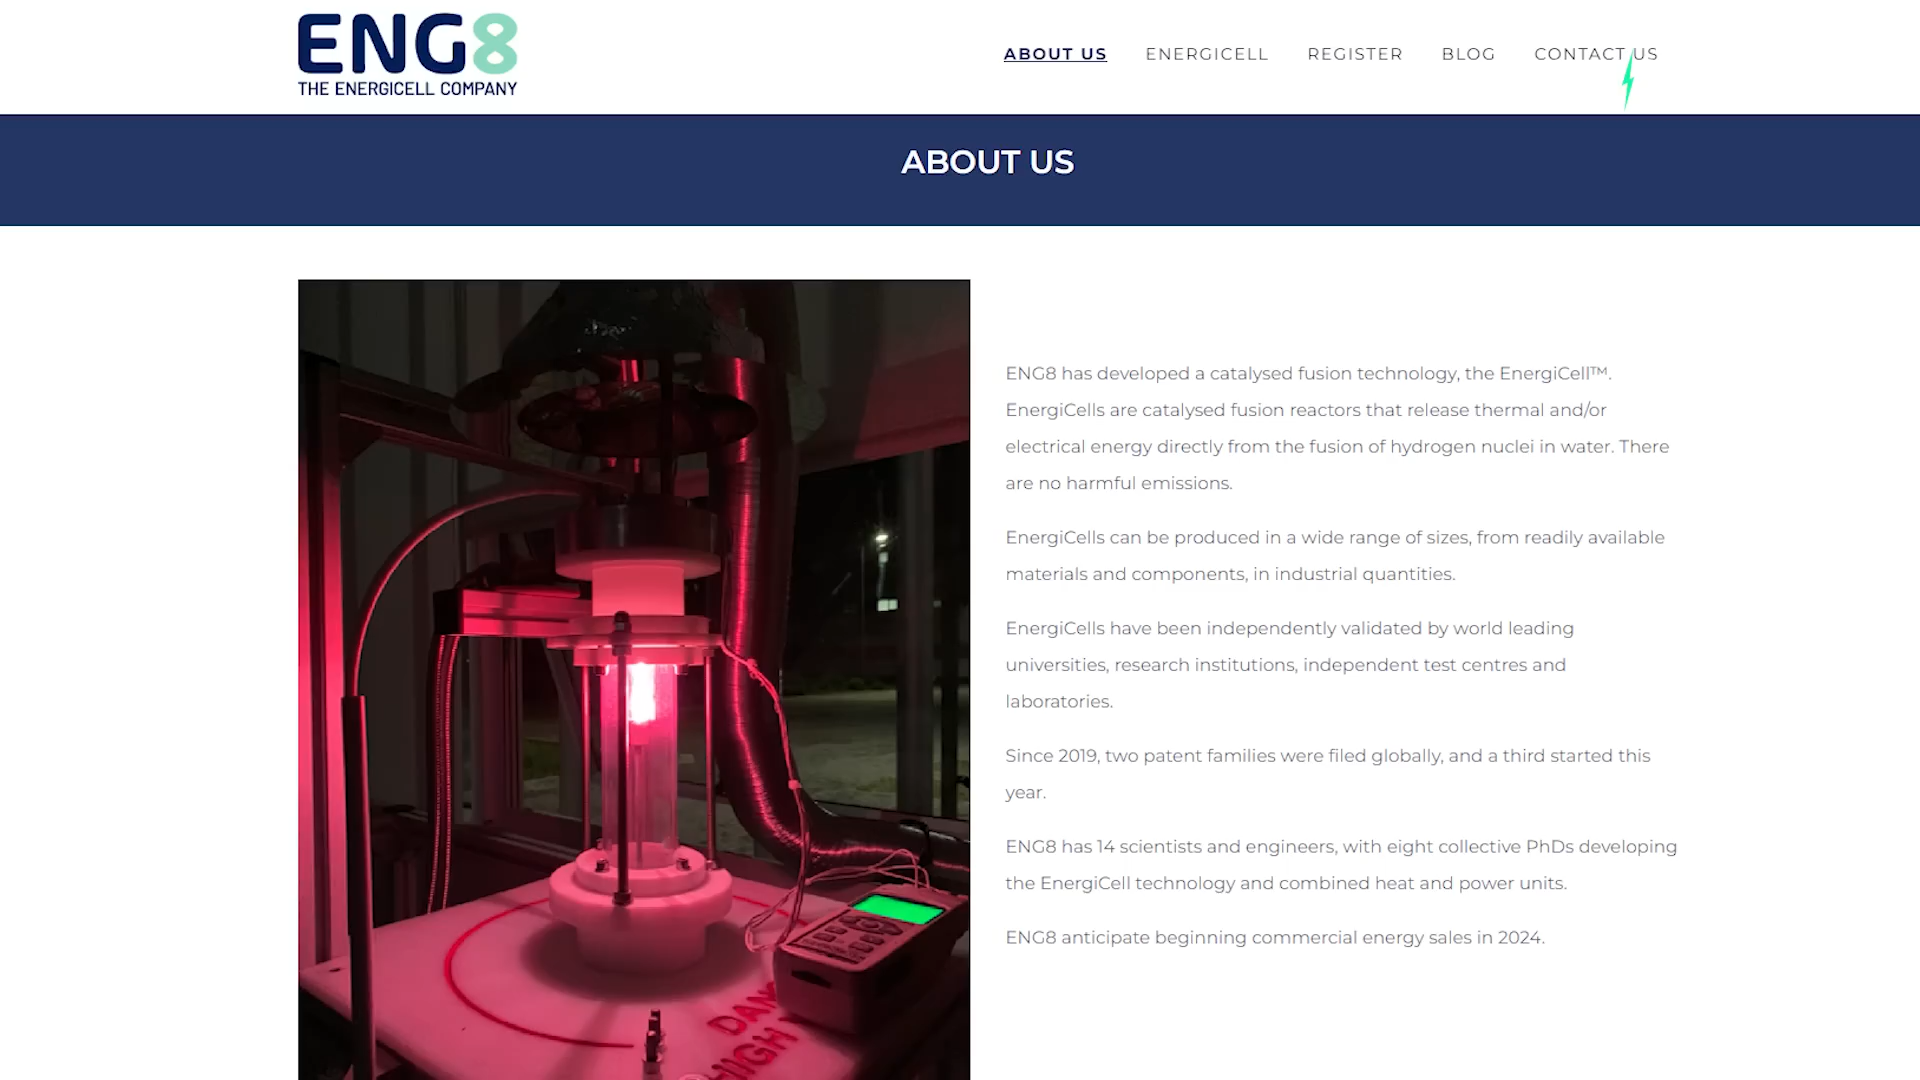 ENG8
THE ENERGICELL COMPANY
ABOUT US
ENERGICELL
REGISTER
BLOG
CONTACT US
ABOUT US
ENG8 has developed a catalysed fusion technology, the EnergiCell™.
EnergiCells are catalysed fusion reactors that release thermal and/or
electrical energy directly from the fusion of hydrogen nuclei in water. There
are no harmful emissions.
EnergiCells can be produced in a wide range of sizes, from readily available
materials and components, in industrial quantities.
EnergiCells have been independently validated by world leading
universities, research institutions, independent test centres and
laboratories.
Since 2019, two patent families were filed globally, and a third started this
year.
ENG8 has 14 scientists and engineers, with eight collective PhDs developing
the EnergiCell technology and combined heat and power units.
ENG8 anticipate beginning commercial energy sales in 2024.
HIGH